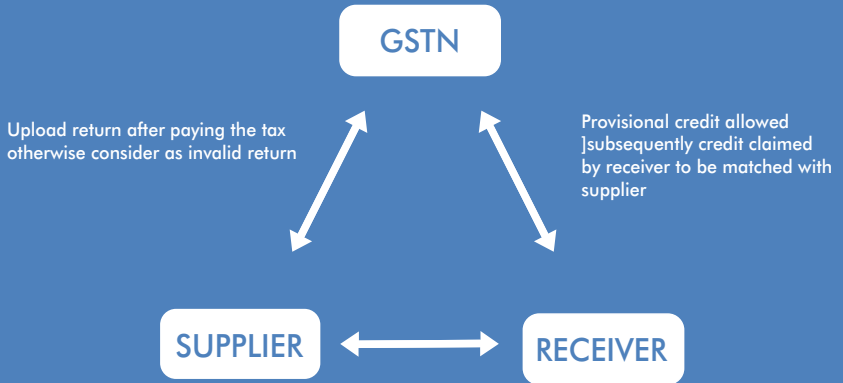 GSTN
Upload return after paying the tax
otherwise consider as invalid return
Provisional credit allowed
]subsequently credit claimed
by receiver to be matched with
supplier
SUPPLIER
RECEIVER